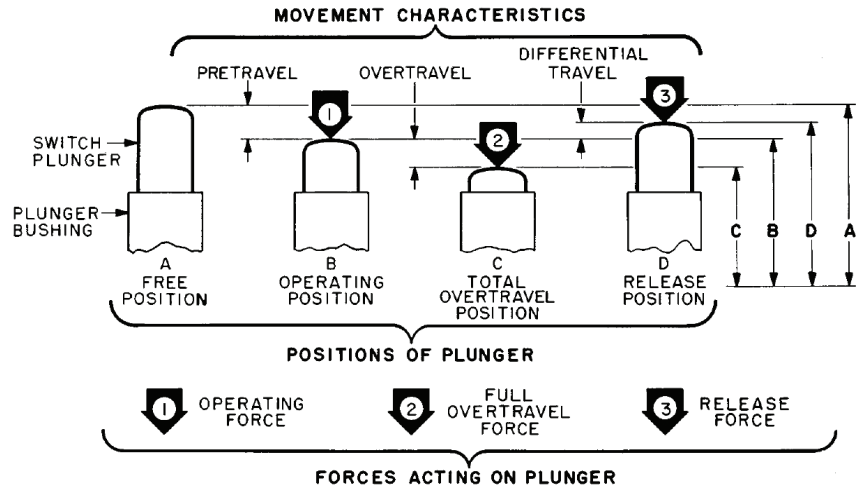 MOVEMENT CHARACTERISTICS
PRETRAVEL
OVERTRAVEL
DIFFERENTIAL
TRAVEL
1
2
3
SWITCH
PLUNGER
PLUNGER
BUSHING
C
B
D
A
A
FREE
POSITION
B
OPERATING
POSITION
C
TOTAL
OVERTRAVEL
POSITION
D
RELEASE
POSITION
POSITIONS OF PLUNGER
1
OPERATING
FORCE
2
FULL
OVERTRAVEL
FORCE
3
RELEASE
FORCE
FORCES ACTING ON PLUNGER